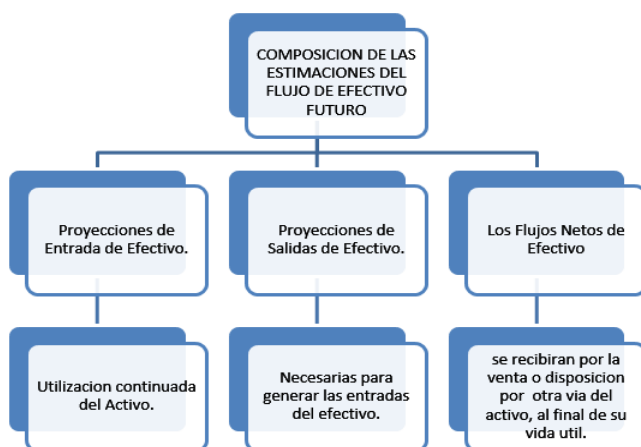 COMPOSICION DE LAS
ESTIMACIONES DEL
FLUJO DE EFECTIVO
FUTURO
Proyecciones de
Entrada de Efectivo.
Proyecciones de
Salidas de Efectivo.
Los Flujos Netos de
Efectivo
Utilizacion continuada
del Activo.
Necesarias para
generar las entradas
del efectivo.
se recibiran por la
venta o disposicion
por otra via del
activo, al final de su
vida util.